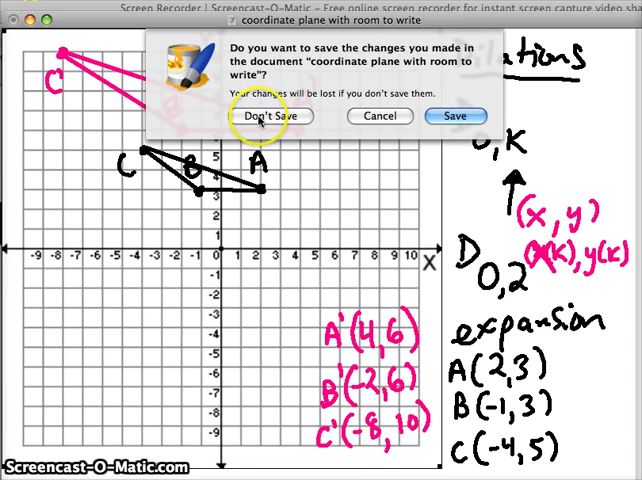 Screen Recorder: Screencast-O-Matic - Free online screen recorder for instant screen capture video sha
coordinate plane with room to write
Do you want to save the changes you made in
the document “coordinate plane with room to
write”?
Your changes will be lost if you don’t save them.
Don’t Save
Cancel
Save
ilations
C'
B'
O,K
C
B
A
5
3
2
1
(x, y)
(x(K), y(K)
-9 -8 -7 -6 -5 -4 -3 -2 -1 0 1 2 3 4 5 6 7 8 9 10 X
D
O,2
-1
-2
-3
-4
-5
-6
-7
-8
-9
expansion
A'(4,6)
B'(-2,6)
C'(-8,10)
A(2,3)
B(-1,3)
C(-4,5)
Screencast-O-Matic.com